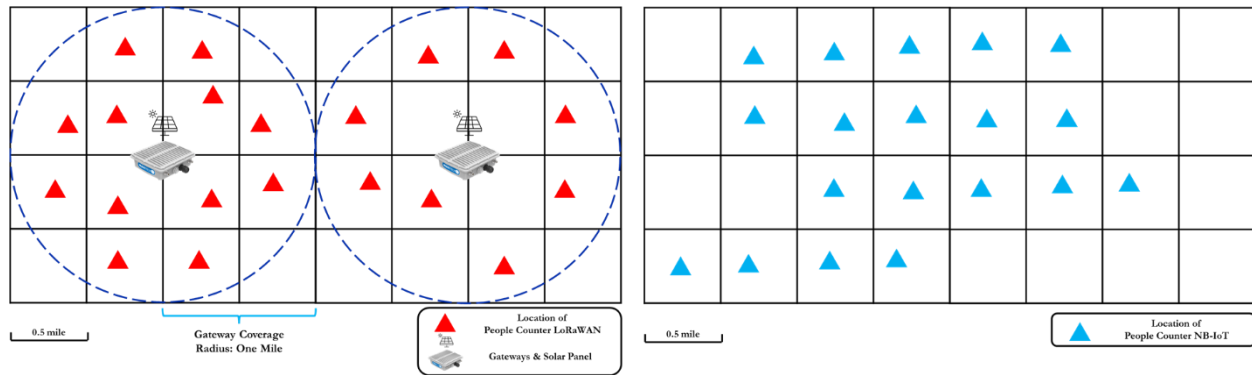 0.5 mile
Gateway Coverage
Radius: One Mile
Location of
People Counter LoRaWAN
Gateways & Solar Panel
0.5 mile
Location of
People Counter NB-IoT